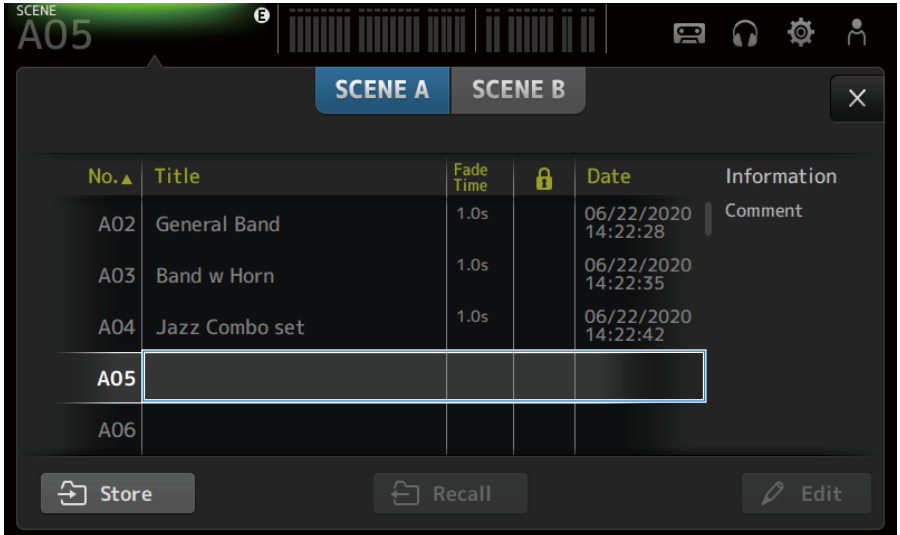 SCENE
A05
E
SCENE A SCENE B
No.▲ Title Fade Time Date Information
A02 General Band 1.0s 06/22/2020 14:22:28 Comment
A03 Band w Horn 1.0s 06/22/2020 14:22:35
A04 Jazz Combo set 1.0s 06/22/2020 14:22:42
A05
A06
Store Recall Edit